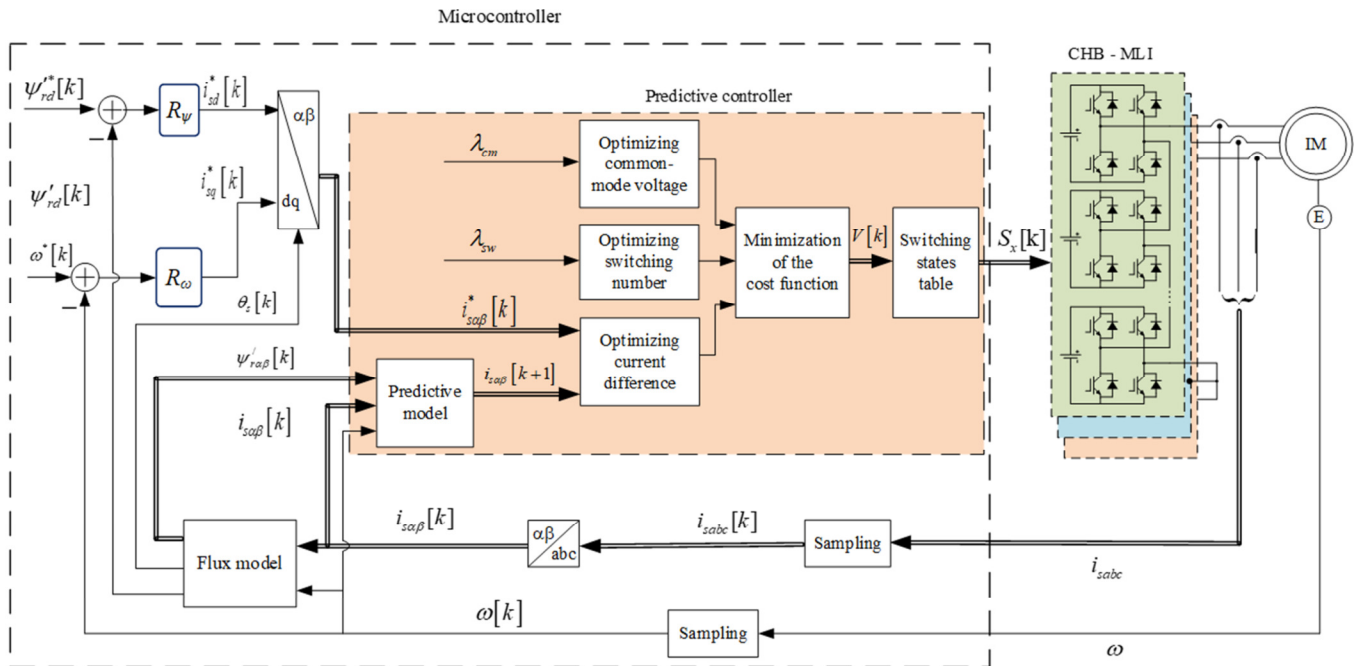 Microcontroller
CHB - MLI
ψ'*rd[k]
Rψ
i*sd[k]
αβ
dq
Predictive controller
λcm
Optimizing
common-
mode voltage
IM
E
ψ'rd[k]
i*sq[k]
ω*[k]
Rω
θs[k]
λsw
Optimizing
switching
number
Minimization
of the
cost function
V[k]
Switching
states
table
Sx[k]
i*sαβ[k]
Optimizing
current
difference
ψ/rαβ[k]
Predictive
model
isαβ[k+1]
isαβ[k]
Flux model
isαβ[k]
αβ
abc
isabc[k]
Sampling
isabc
ω[k]
Sampling
ω